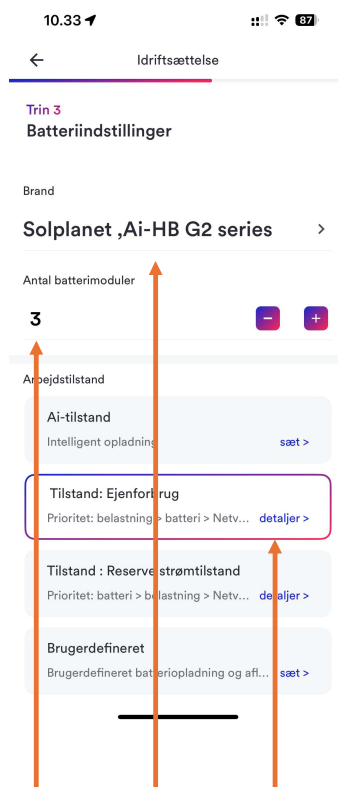 10.33
87
Idriftsættelse
Trin 3
Batteriindstillinger
Brand
Solplanet ,Ai-HB G2 series >
Antal batterimoduler
3 - +
Arbejdstilstand
Ai-tilstand
Intelligent opladning sæt >
Tilstand: Ejenforbrug
Prioritet: belastning > batteri > Netv... detaljer >
Tilstand : Reservestrømtilstand
Prioritet: batteri > belastning > Netv... detaljer >
Brugerdefineret
Brugerdefineret batteriopladning og afl... sæt >